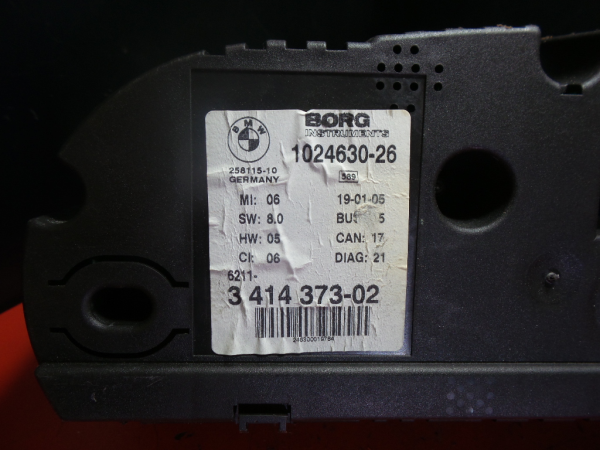 BMW
BORG
INSTRUMENTS
1024630-26
258115-10
GERMANY
589
MI: 06 19-01-05
SW: 8.0 BUS 5
HW: 05 CAN: 17
CI: 06 DIAG: 21
6211-
3 414 373-02